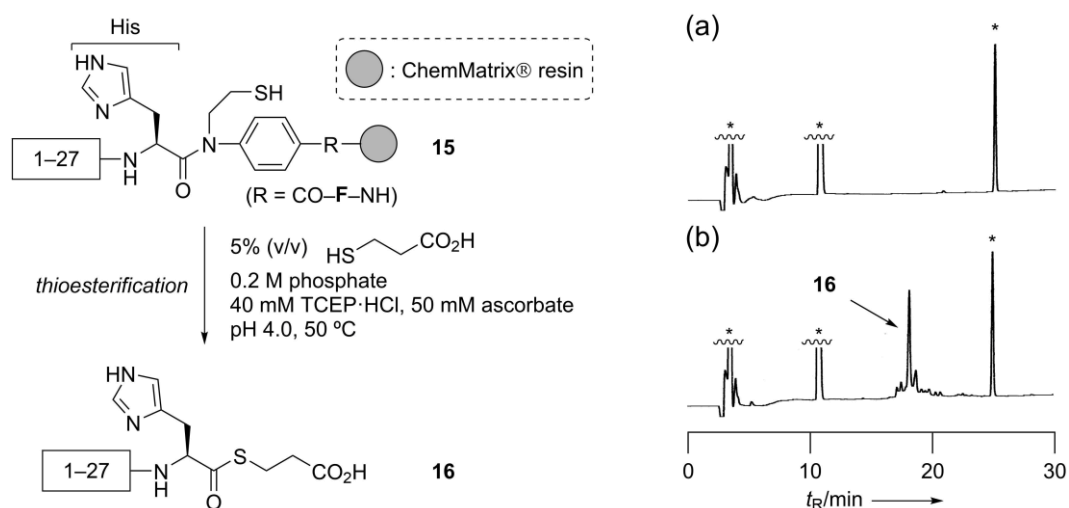 His
HN
N
SH
: ChemMatrix® resin
1–27
N
H
O
N
R
15
(R = CO–F–NH)
thioesterification
5% (v/v) HS CO2H
0.2 M phosphate
40 mM TCEP·HCl, 50 mM ascorbate
pH 4.0, 50 ºC
HN
N
1–27
N
H
O
S
CO2H
16
(a)
* * *
(b)
16
* * *
0 10 20 30
tR/min